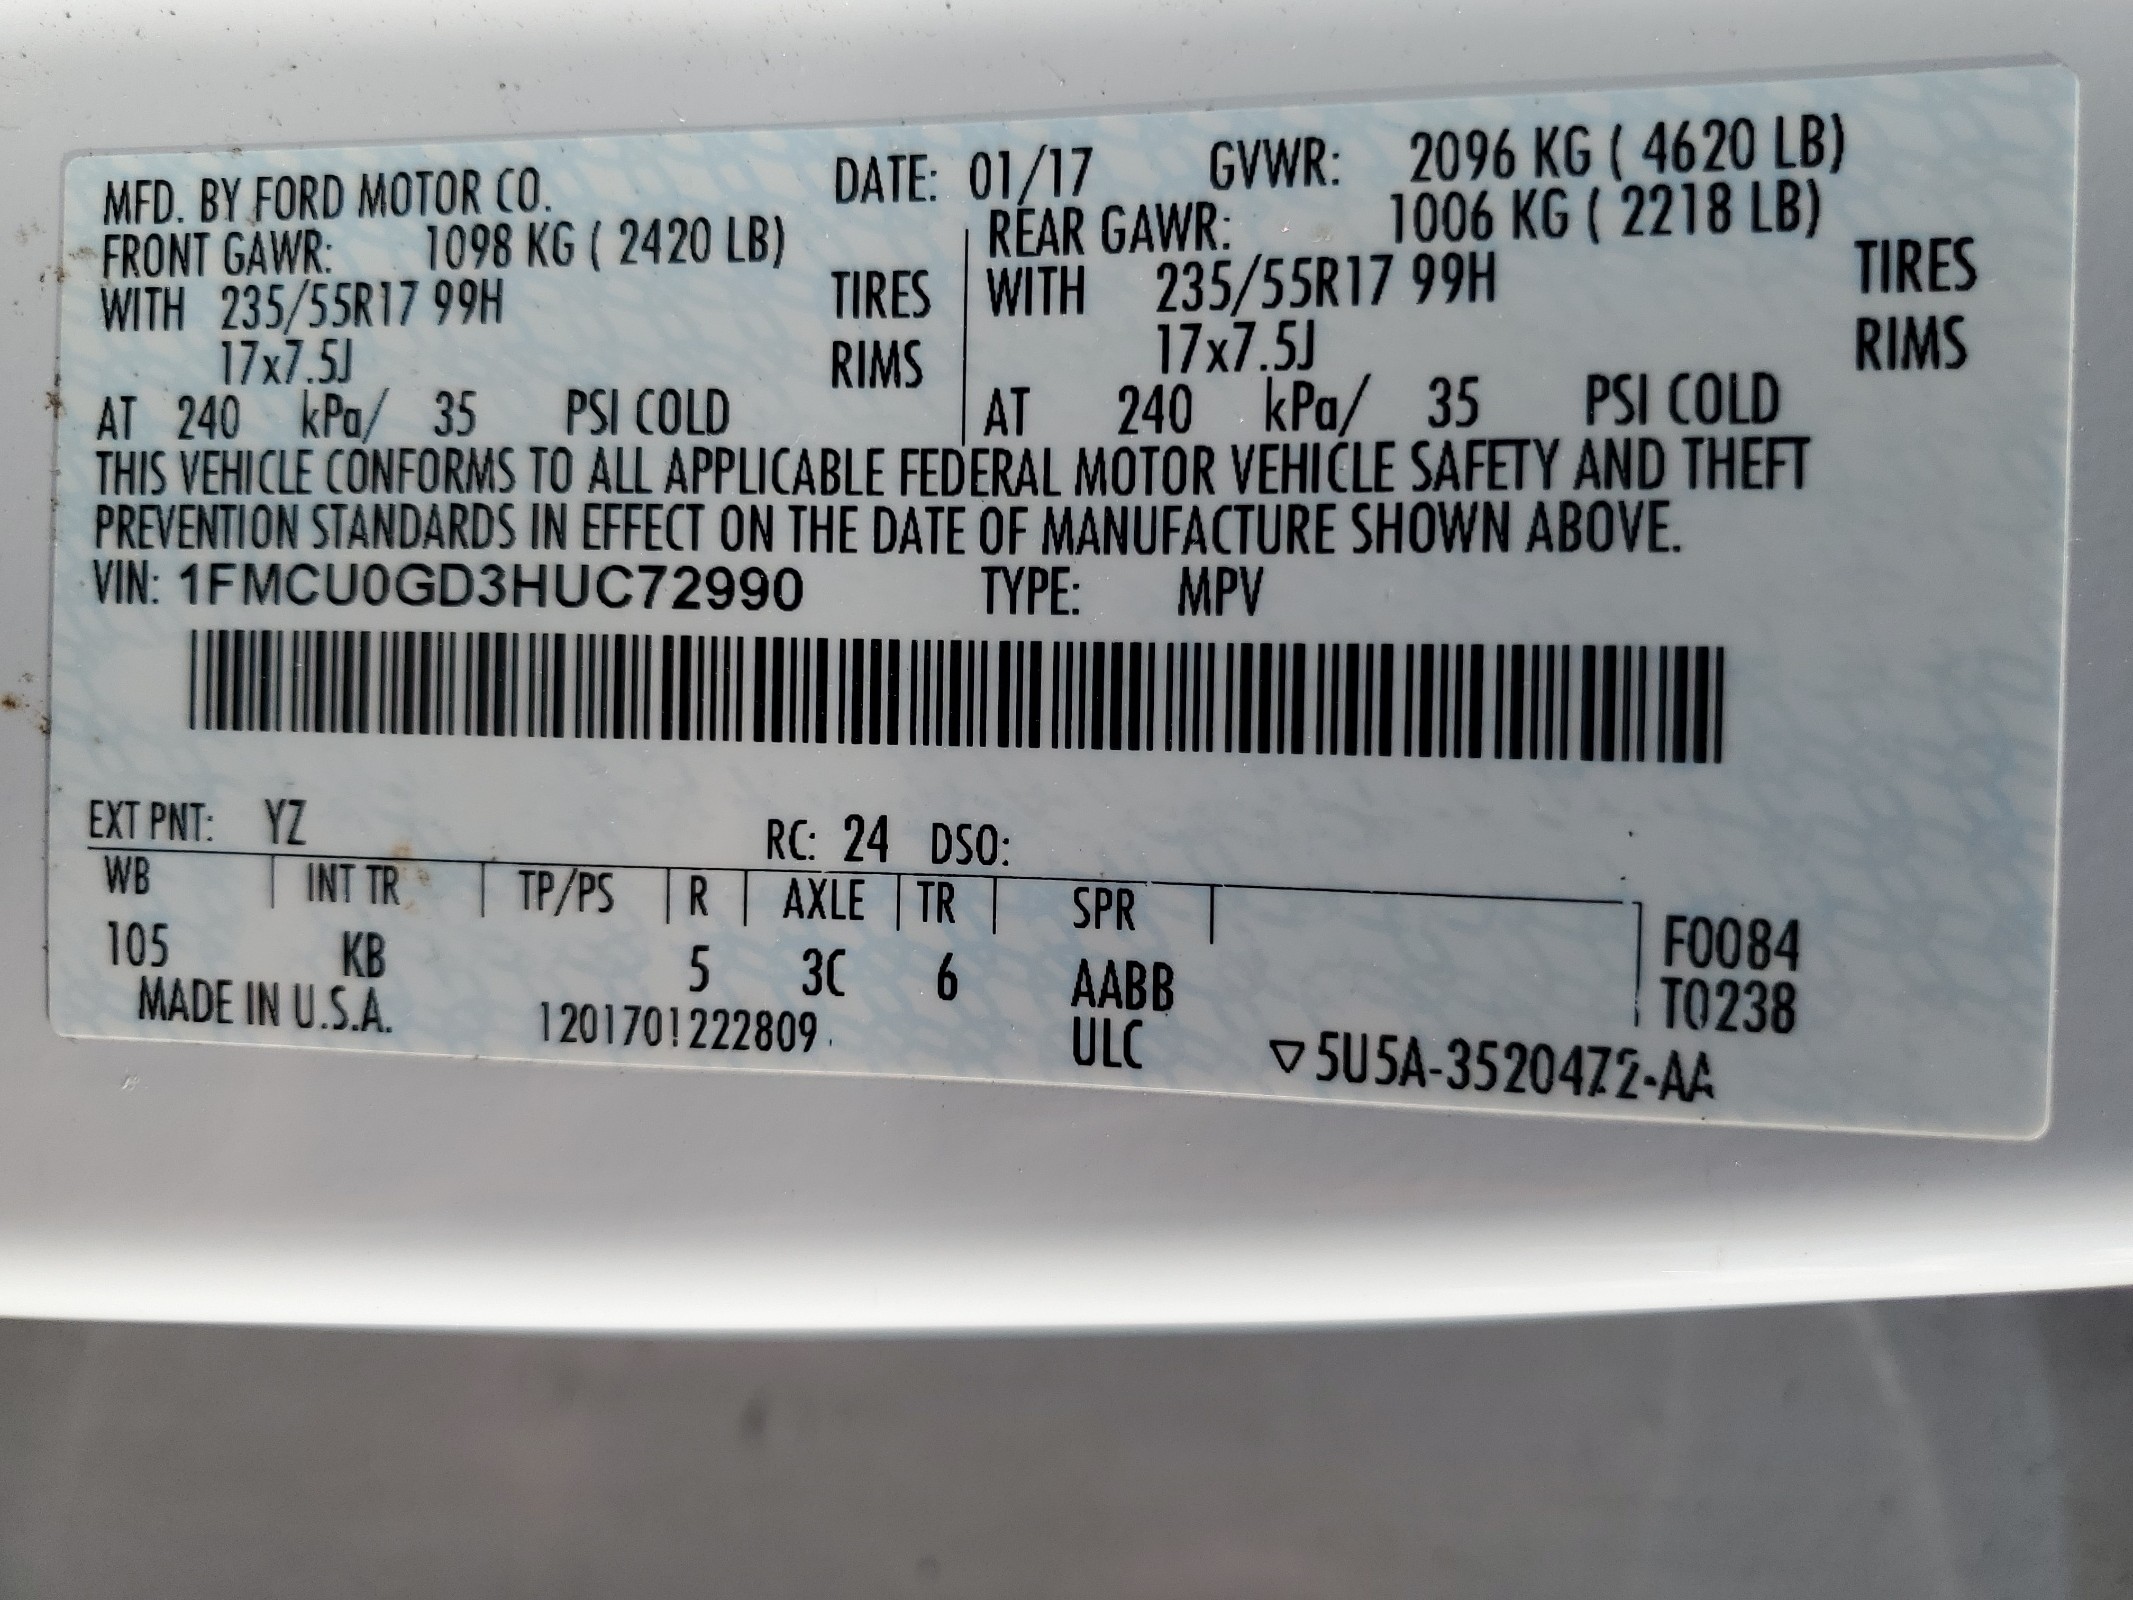 MFD. BY FORD MOTOR CO. DATE: 01/17 GVWR: 2096 KG ( 4620 LB)
FRONT GAWR: 1098 KG ( 2420 LB) REAR GAWR: 1006 KG ( 2218 LB)
WITH 235/55R17 99H TIRES WITH 235/55R17 99H TIRES
17x7.5J RIMS 17x7.5J RIMS
AT 240 kPa/ 35 PSI COLD AT 240 kPa/ 35 PSI COLD
THIS VEHICLE CONFORMS TO ALL APPLICABLE FEDERAL MOTOR VEHICLE SAFETY AND THEFT
PREVENTION STANDARDS IN EFFECT ON THE DATE OF MANUFACTURE SHOWN ABOVE.
VIN: 1FMCU0GD3HUC72990 TYPE: MPV
EXT PNT: YZ RC: 24 DSO:
WB INT TR TP/PS R AXLE TR SPR
105 KB 5 3C 6 AABB F0084
MADE IN U.S.A. 1201701222809 ULC T0238
▽5U5A-3520472-AA